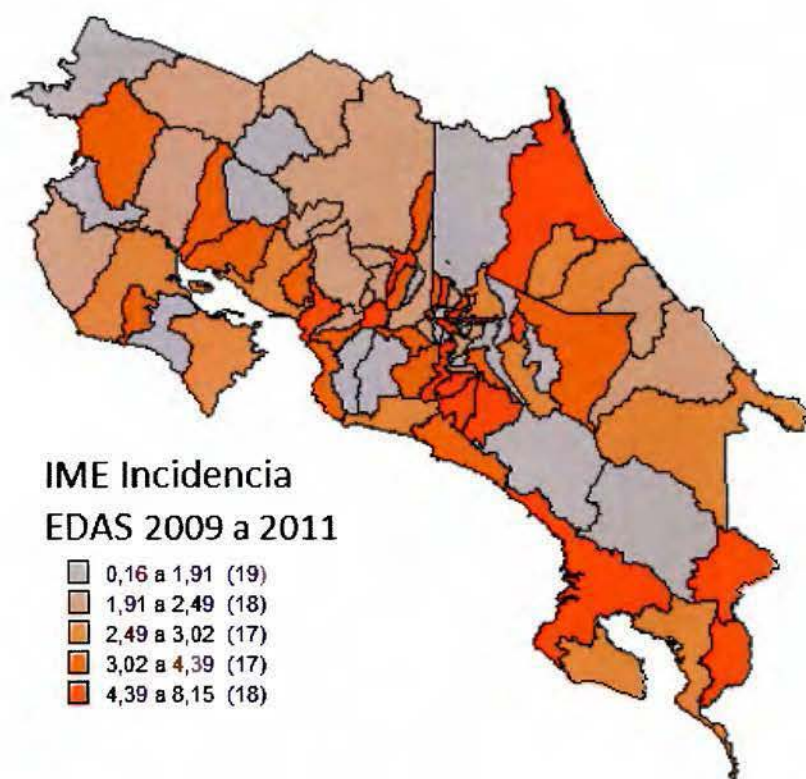 IME Incidencia
EDAS 2009 a 2011
0,16 a 1,91 (19)
1,91 a 2,49 (18)
2,49 a 3,02 (17)
3,02 a 4,39 (17)
4,39 a 8,15 (18)